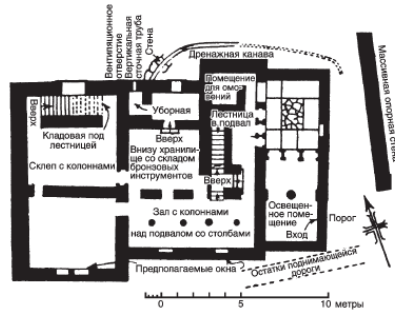 Вентиляционное
отверстие
Вертикальная
сточная труба
Стена
Дренажная канава
Массивная опорная стена
Вверх
Кладовая под
лестницей
Склеп с колоннами
Уборная
Помещение
для омо-
вений
Лестница
в подвал
Вверх
Внизу хранили-
ще со складом
бронзовых
инструментов
Вверх
Зал с колоннами
над подвалом со столбами
Освещен-
ное поме-
щение
Вход
Порог
Предполагаемые окна
Остатки поднимающейся
дороги
0 5 10 метры